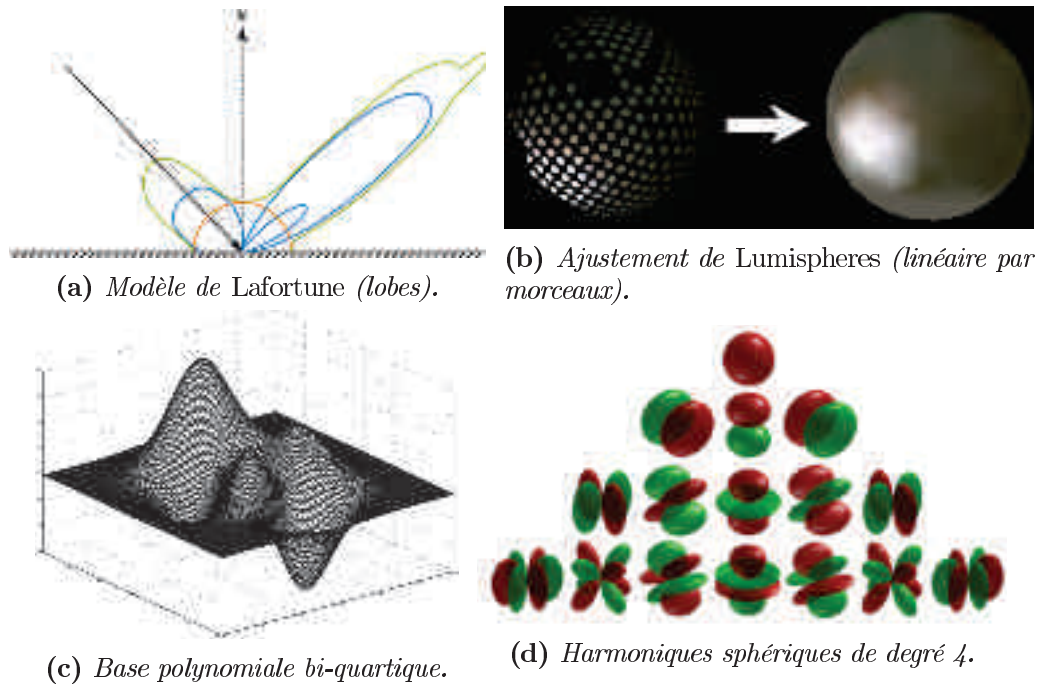 (a) Modèle de Lafortune (lobes).
(b) Ajustement de Lumispheres (linéaire par
morceaux).
(c) Base polynomiale bi-quartique.
(d) Harmoniques sphériques de degré 4.